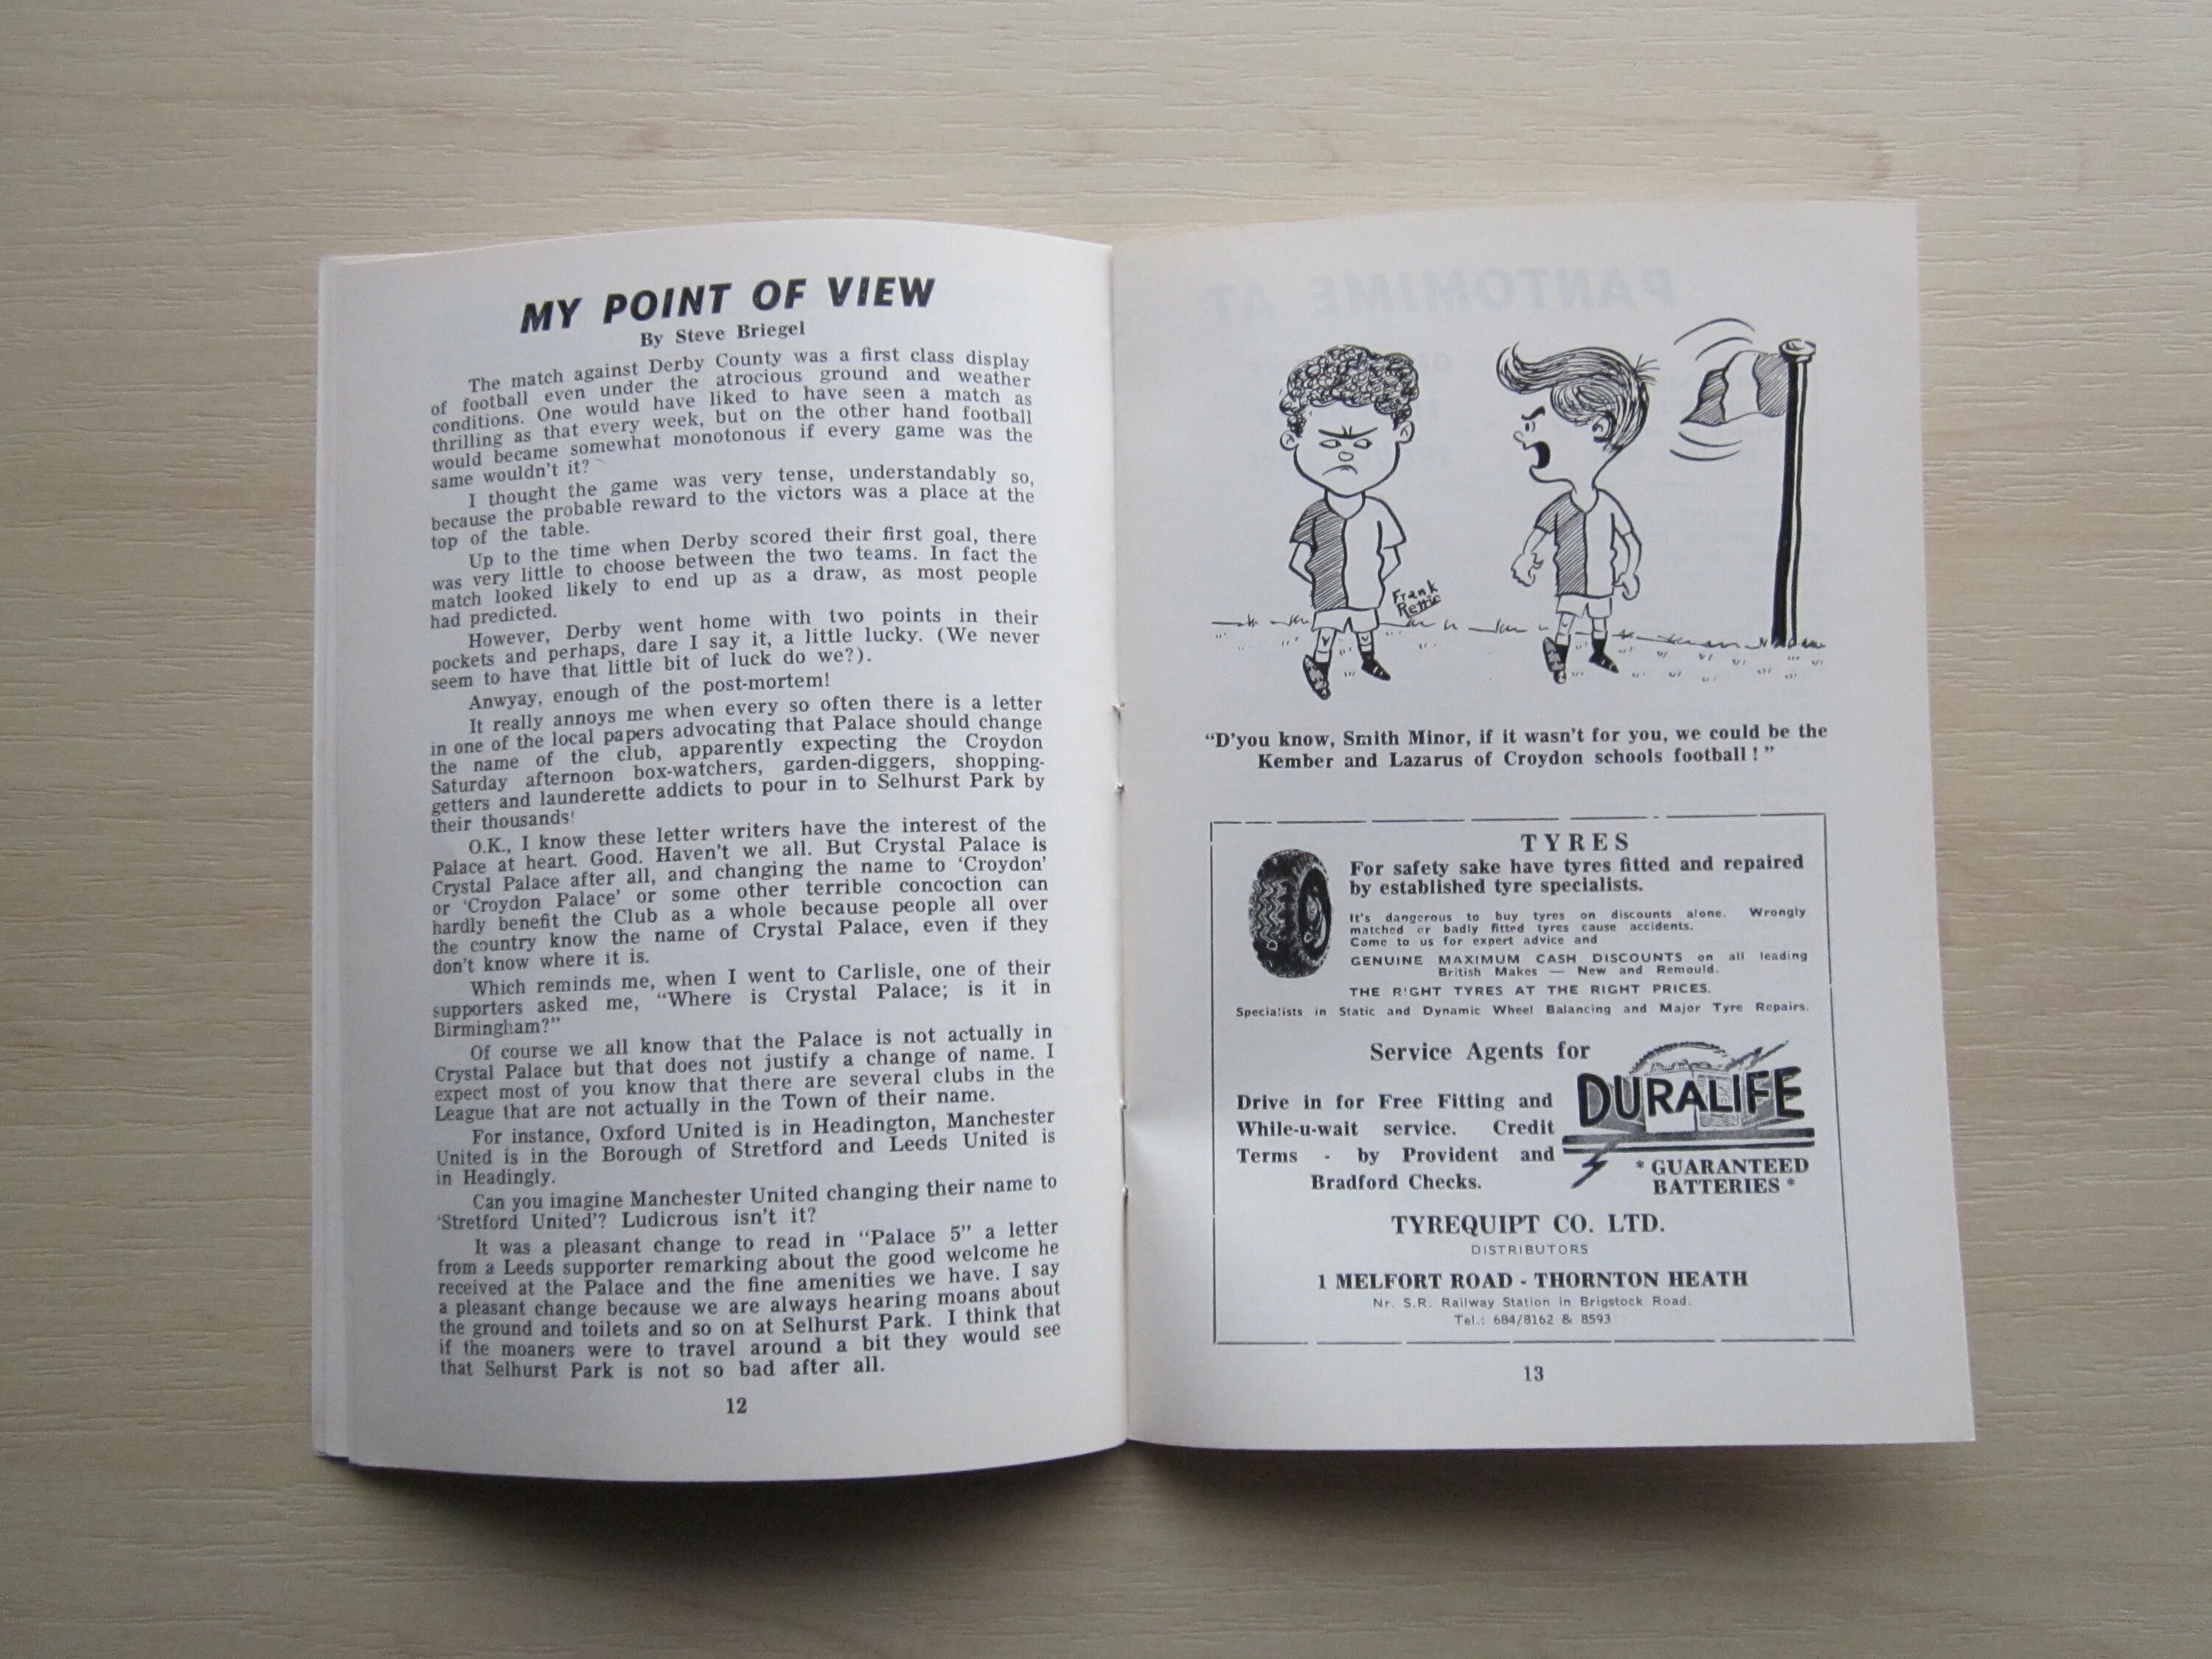 MY POINT OF VIEW
By Steve Briegel
The match against Derby County was a first class display
of football even under the atrocious ground and weather
conditions. One would have liked to have seen a match as
thrilling as that every week, but on the other hand football
would became somewhat monotonous if every game was the
same wouldn't it?
I thought the game was very tense, understandably so,
because the probable reward to the victors was a place at the
top of the table.
Up to the time when Derby scored their first goal, there
was very little to choose between the two teams. In fact the
match looked likely to end up as a draw, as most people
had predicted.
However, Derby went home with two points in their
pockets and perhaps, dare I say it, a little lucky. (We never
seem to have that little bit of luck do we?).
Anwyay, enough of the post-mortem!
It really annoys me when every so often there is a letter
in one of the local papers advocating that Palace should change
the name of the club, apparently expecting the Croydon
Saturday afternoon box-watchers, garden-diggers, shopping-
getters and launderette addicts to pour in to Selhurst Park by
their thousands!
O.K., I know these letter writers have the interest of the
Palace at heart. Good. Haven't we all. But Crystal Palace is
Crystal Palace after all, and changing the name to 'Croydon'
or 'Croydon Palace' or some other terrible concoction can
hardly benefit the Club as a whole because people all over
the country know the name of Crystal Palace, even if they
don't know where it is.
Which reminds me, when I went to Carlisle, one of their
supporters asked me, "Where is Crystal Palace; is it in
Birmingham?"
Of course we all know that the Palace is not actually in
Crystal Palace but that does not justify a change of name. I
expect most of you know that there are several clubs in the
League that are not actually in the Town of their name.
For instance, Oxford United is in Headington, Manchester
United is in the Borough of Stretford and Leeds United is
in Headingly.
Can you imagine Manchester United changing their name to
'Stretford United'? Ludicrous isn't it?
It was a pleasant change to read in "Palace 5" a letter
from a Leeds supporter remarking about the good welcome he
received at the Palace and the fine amenities we have. I say
a pleasant change because we are always hearing moans about
the ground and toilets and so on at Selhurst Park. I think that
if the moaners were to travel around a bit they would see
that Selhurst Park is not so bad after all.
12
PANTOMIME AT
Frank
"D'you know, Smith Minor, if it wasn't for you, we could be the
Kember and Lazarus of Croydon schools football!"
TYRES
For safety sake have tyres fitted and repaired
by established tyre specialists.
It's dangerous to buy tyres on discounts alone. Wrongly
matched or badly fitted tyres cause accidents.
Come to us for expert advice and
GENUINE MAXIMUM CASH DISCOUNTS on all leading
British Makes — New and Remould.
THE RIGHT TYRES AT THE RIGHT PRICES.
Specialists in Static and Dynamic Wheel Balancing and Major Tyre Repairs.
Service Agents for
DURALIFE
Drive in for Free Fitting and
While-u-wait service. Credit
Terms - by Provident and
Bradford Checks.
* GUARANTEED
BATTERIES *
TYREQUIPT CO. LTD.
DISTRIBUTORS
1 MELFORT ROAD - THORNTON HEATH
Nr. S.R. Railway Station in Brigstock Road.
Tel.: 684/8162 & 8593
13